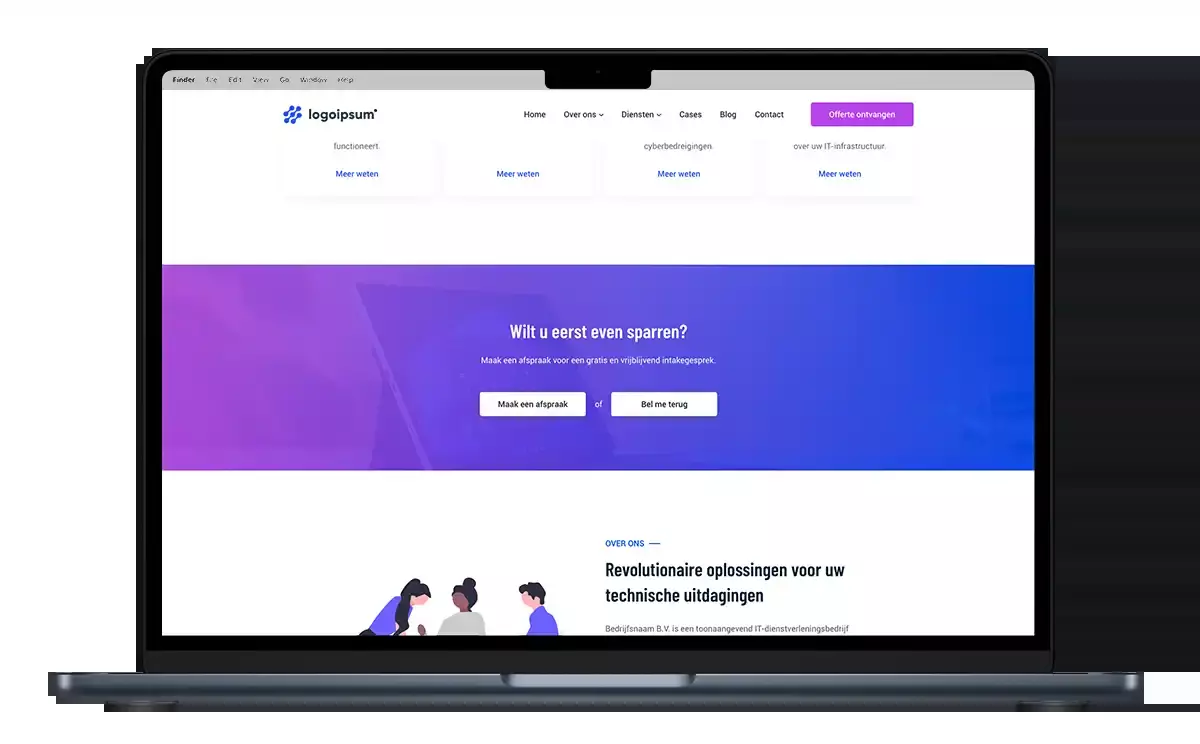 Finder File Edit View Go Window Help
logoipsum
Home Over ons Diensten Cases Blog Contact Offerte ontvangen
functioneert. cyberbedreigingen. over uw IT-infrastructuur.
Meer weten Meer weten Meer weten Meer weten
Wilt u eerst even sparren?
Maak een afspraak voor een gratis en vrijblijvend intakegesprek.
Maak een afspraak of Bel me terug
OVER ONS
Revolutionaire oplossingen voor uw
technische uitdagingen
Bedrijfsnaam B.V. is een toonaangevend IT-dienstverleningsbedrijf